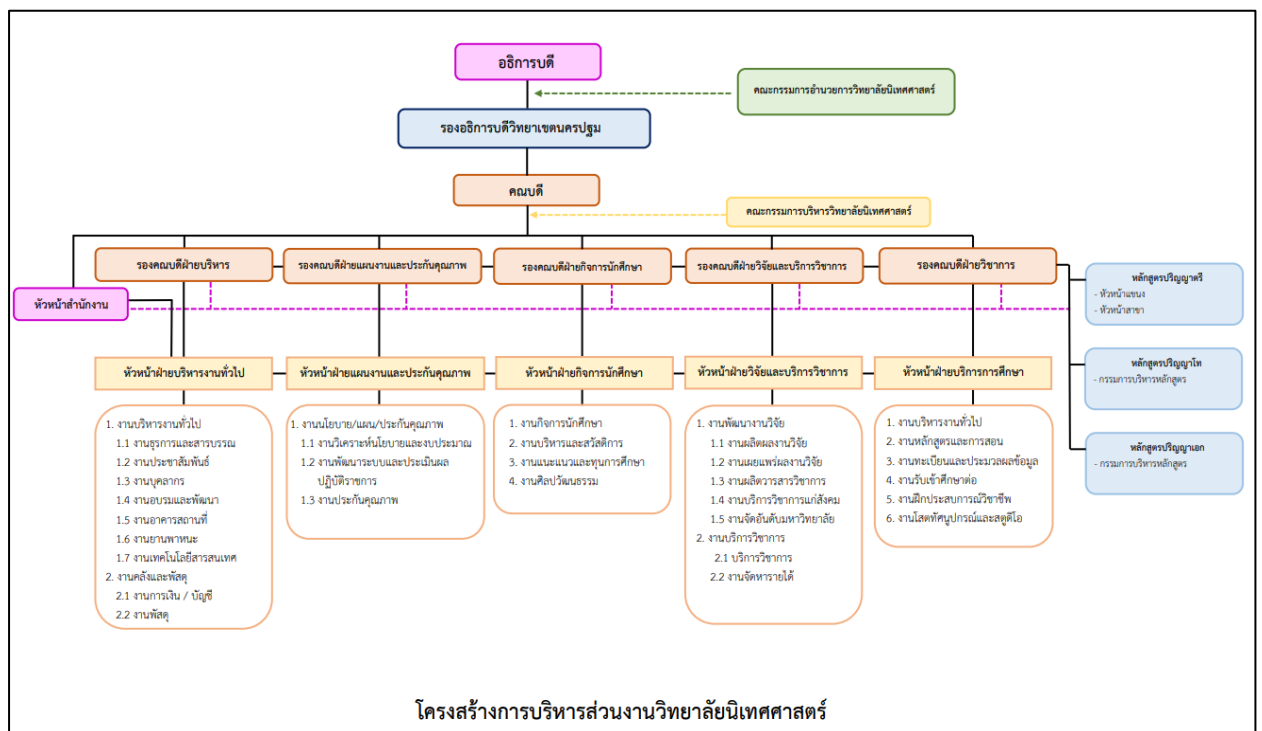 อธิการบดี
คณะกรรมการอำนวยการวิทยาลัยนิเทศศาสตร์
รองอธิการบดีวิทยาเขตนครปฐม
คณบดี
คณะกรรมการบริหารวิทยาลัยนิเทศศาสตร์
รองคณบดีฝ่ายบริหาร
รองคณบดีฝ่ายแผนงานและประกันคุณภาพ
รองคณบดีฝ่ายกิจการนักศึกษา
รองคณบดีฝ่ายวิจัยและบริการวิชาการ
รองคณบดีฝ่ายวิชาการ
หัวหน้าสำนักงาน
หลักสูตรปริญญาตรี
- หัวหน้าแขนง
- หัวหน้าสาขา
หลักสูตรปริญญาโท
- กรรมการบริหารหลักสูตร
หลักสูตรปริญญาเอก
- กรรมการบริหารหลักสูตร
หัวหน้าฝ่ายบริหารงานทั่วไป
1. งานบริหารงานทั่วไป
1.1 งานธุรการและสารบรรณ
1.2 งานประชาสัมพันธ์
1.3 งานบุคลากร
1.4 งานอบรมและพัฒนา
1.5 งานอาคารสถานที่
1.6 งานยานพาหนะ
1.7 งานเทคโนโลยีสารสนเทศ
2. งานคลังและพัสดุ
2.1 งานการเงิน / บัญชี
2.2 งานพัสดุ
หัวหน้าฝ่ายแผนงานและประกันคุณภาพ
1. งานนโยบาย/แผน/ประกันคุณภาพ
1.1 งานวิเคราะห์นโยบายและงบประมาณ
1.2 งานพัฒนาระบบและประเมินผล
ปฏิบัติราชการ
1.3 งานประกันคุณภาพ
หัวหน้าฝ่ายกิจการนักศึกษา
1. งานกิจการนักศึกษา
2. งานบริหารและสวัสดิการ
3. งานแนะแนวและทุนการศึกษา
4. งานศิลปวัฒนธรรม
หัวหน้าฝ่ายวิจัยและบริการวิชาการ
1. งานพัฒนางานวิจัย
1.1 งานผลิตผลงานวิจัย
1.2 งานเผยแพร่ผลงานวิจัย
1.3 งานผลิตวารสารวิชาการ
1.4 งานบริการวิชาการแก่สังคม
1.5 งานจัดอันดับมหาวิทยาลัย
2. งานบริการวิชาการ
2.1 บริการวิชาการ
2.2 งานจัดหารายได้
หัวหน้าฝ่ายบริการการศึกษา
1. งานบริหารงานทั่วไป
2. งานหลักสูตรและการสอน
3. งานทะเบียนและประมวลผลข้อมูล
4. งานรับเข้าศึกษาต่อ
5. งานฝึกประสบการณ์วิชาชีพ
6. งานโสตทัศนูปกรณ์และสตูดีโอ
โครงสร้างการบริหารส่วนงานวิทยาลัยนิเทศศาสตร์